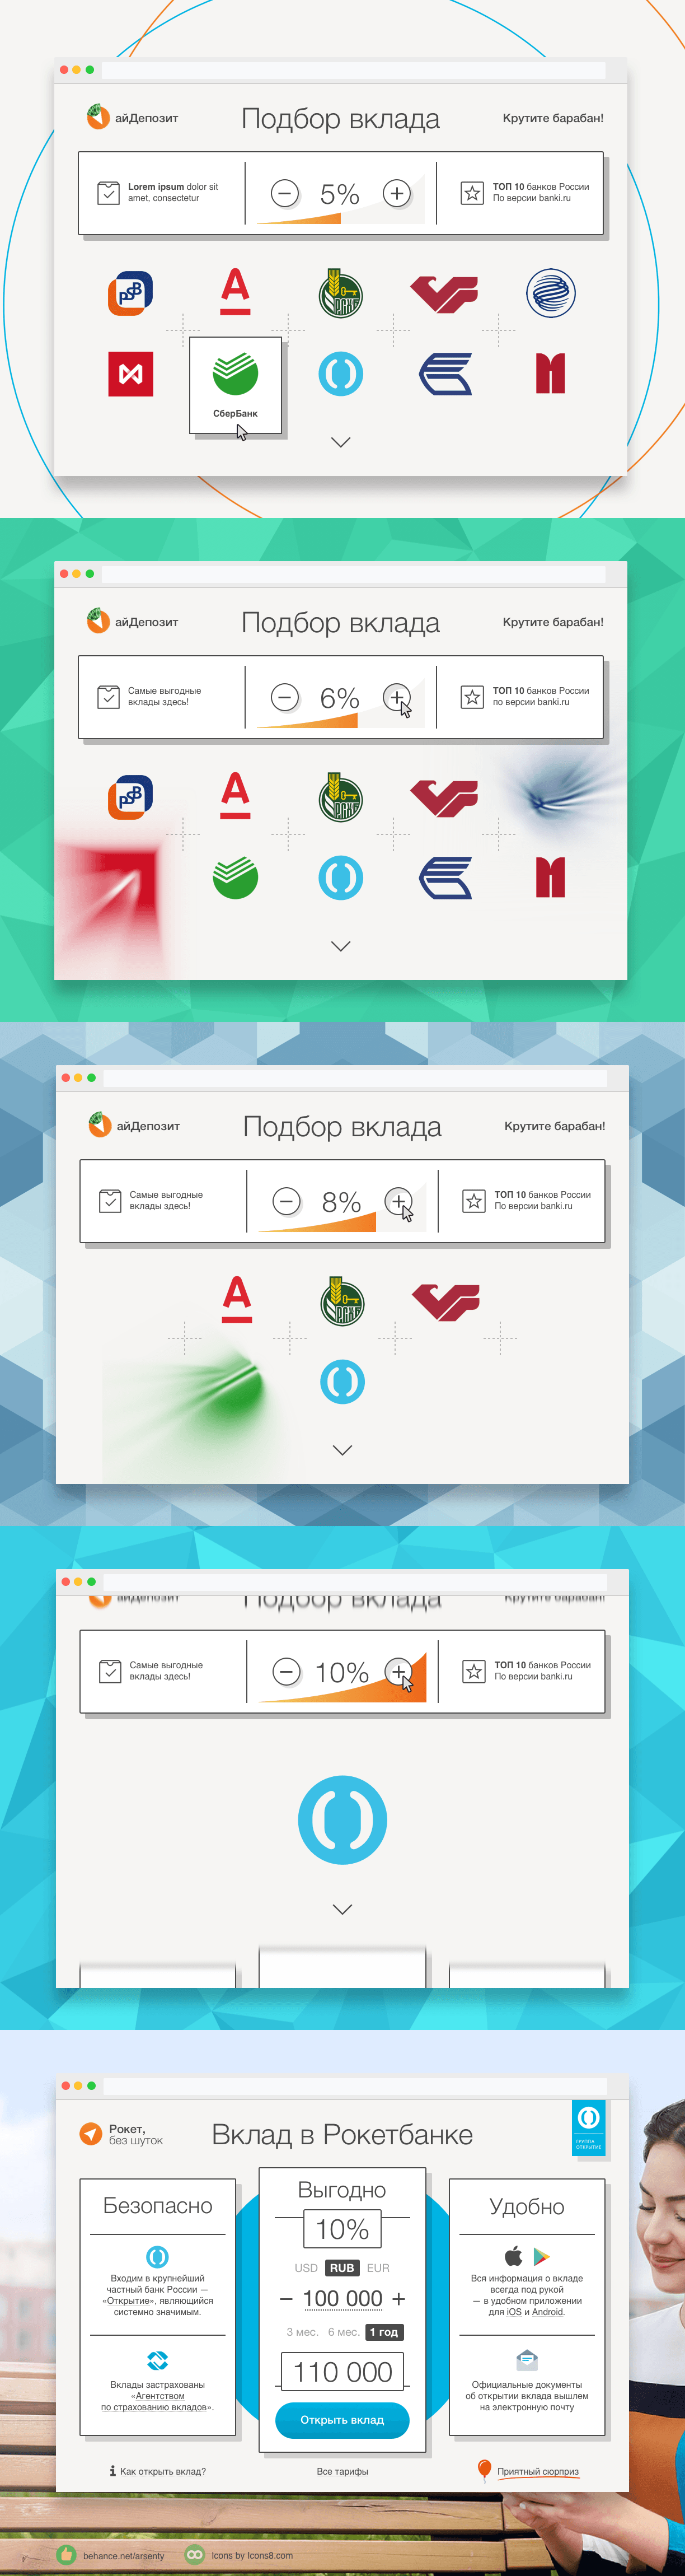 айДепозит
Подбор вклада
Крутите барабан!
Lorem ipsum dolor sit
amet, consectetur
5%
ТОП 10 банков России
По версии banki.ru
PSB
А
РСХБ
СберБанк
айДепозит
Подбор вклада
Крутите барабан!
Самые выгодные
вклады здесь!
6%
ТОП 10 банков России
по версии banki.ru
PSB
А
РСХБ
айДепозит
Подбор вклада
Крутите барабан!
Самые выгодные
вклады здесь!
8%
ТОП 10 банков России
По версии banki.ru
А
РСХБ
айДепозит
Подбор вклада
Крутите барабан!
Самые выгодные
вклады здесь!
10%
ТОП 10 банков России
По версии banki.ru
Рокет,
без шуток
Вклад в Рокетбанке
ГРУППА
ОТКРЫТИЕ
Безопасно
Входим в крупнейший
частный банк России —
«Открытие», являющийся
системно значимым.
Вклады застрахованы
«Агентством
по страхованию вкладов».
Выгодно
10%
USD RUB EUR
− 100 000 +
3 мес. 6 мес. 1 год
110 000
Открыть вклад
Удобно
Вся информация о вкладе
всегда под рукой
— в удобном приложении
для iOS и Android.
Официальные документы
об открытии вклада вышлем
на электронную почту
Как открыть вклад?
Все тарифы
Приятный сюрприз
behance.net/arsenty
Icons by Icons8.com